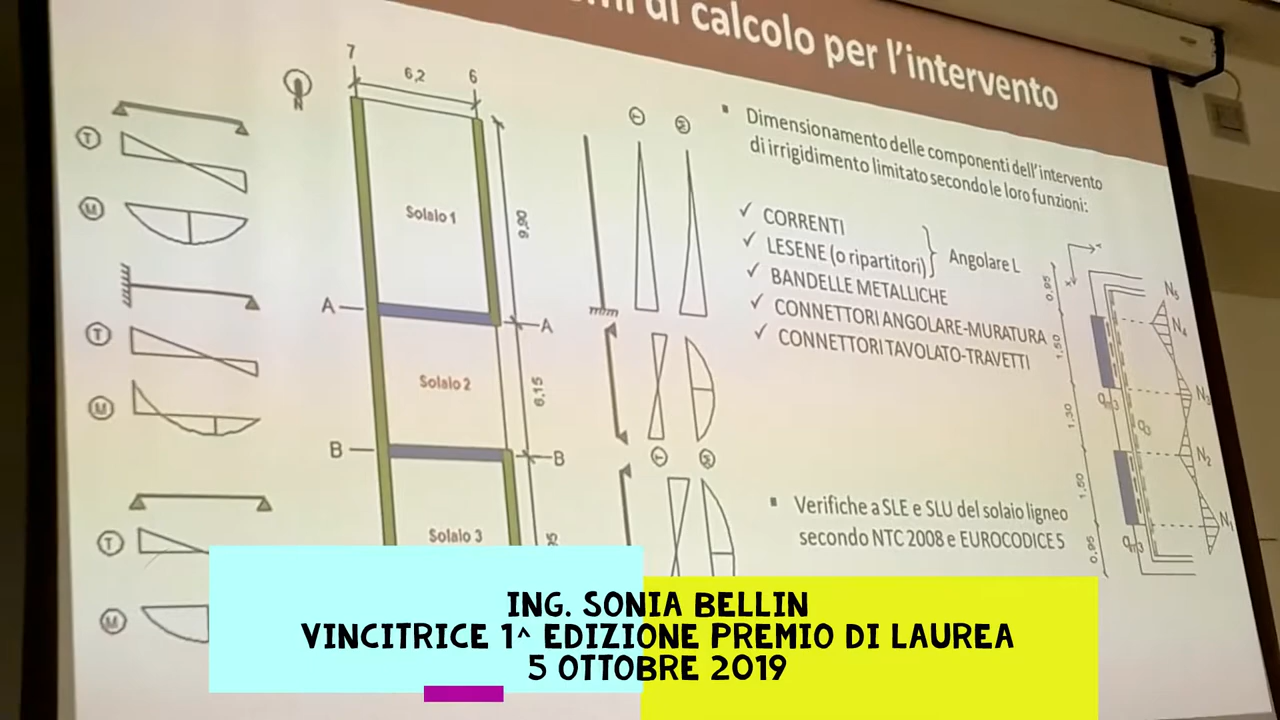 di calcolo per l'intervento
7
6,2
6
N
T
M
Solaio 1
9,90
A
A
T
M
Solaio 2
6,15
B
B
T
M
Solaio 3
T
M
T
M
▪ Dimensionamento delle componenti dell'intervento
di irrigidimento limitato secondo le loro funzioni:
✓ CORRENTI
✓ LESENE (o ripartitori)
Angolare L
✓ BANDELLE METALLICHE
✓ CONNETTORI ANGOLARE-MURATURA
✓ CONNETTORI TAVOLATO-TRAVETTI
▪ Verifiche a SLE e SLU del solaio ligneo
secondo NTC 2008 e EUROCODICE 5
0,95
1,50
1,30
1,50
0,95
N5
N4
N3
N2
N1
ING. SONIA BELLIN
VINCITRICE 1^ EDIZIONE PREMIO DI LAUREA
5 OTTOBRE 2019